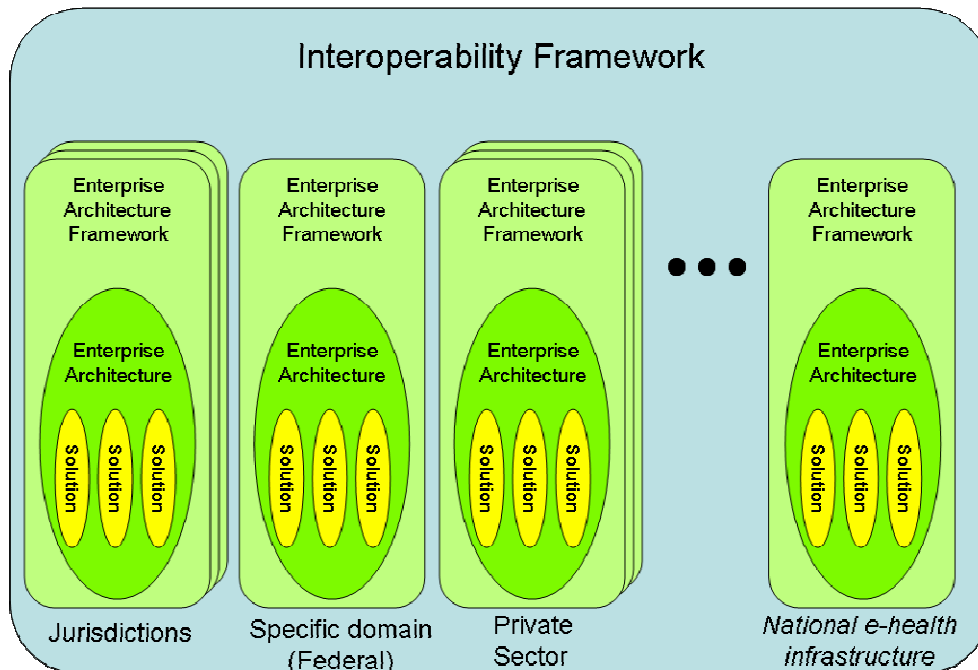 Interoperability Framework
Enterprise
Architecture
Framework
Enterprise
Architecture
Solution
Solution
Solution
Jurisdictions
Enterprise
Architecture
Framework
Enterprise
Architecture
Solution
Solution
Solution
Specific domain
(Federal)
Enterprise
Architecture
Framework
Enterprise
Architecture
Solution
Solution
Solution
Private
Sector
Enterprise
Architecture
Framework
Enterprise
Architecture
Solution
Solution
Solution
National e-health
infrastructure